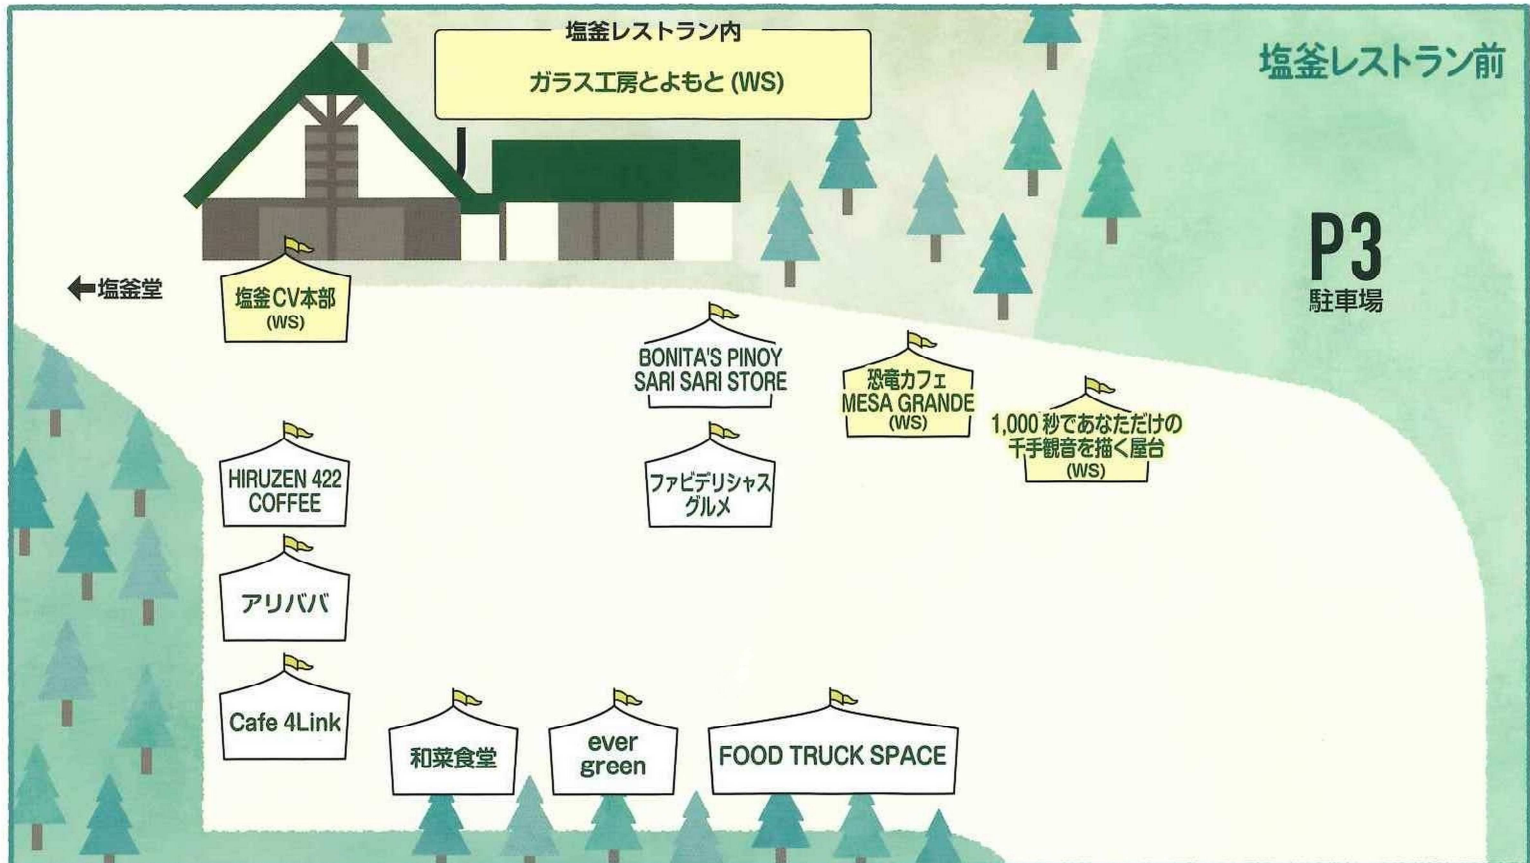 塩釜レストラン内
ガラス工房とよもと (WS)
塩釜レストラン前
P3
駐車場
←塩釜堂
塩釜CV本部
(WS)
BONITA'S PINOY
SARI SARI STORE
恐竜カフェ
MESA GRANDE
(WS)
1,000 秒であなただけの
千手観音を描く屋台
(WS)
HIRUZEN 422
COFFEE
ファビデリシャス
グルメ
アリババ
Cafe 4Link
和菜食堂
ever
green
FOOD TRUCK SPACE